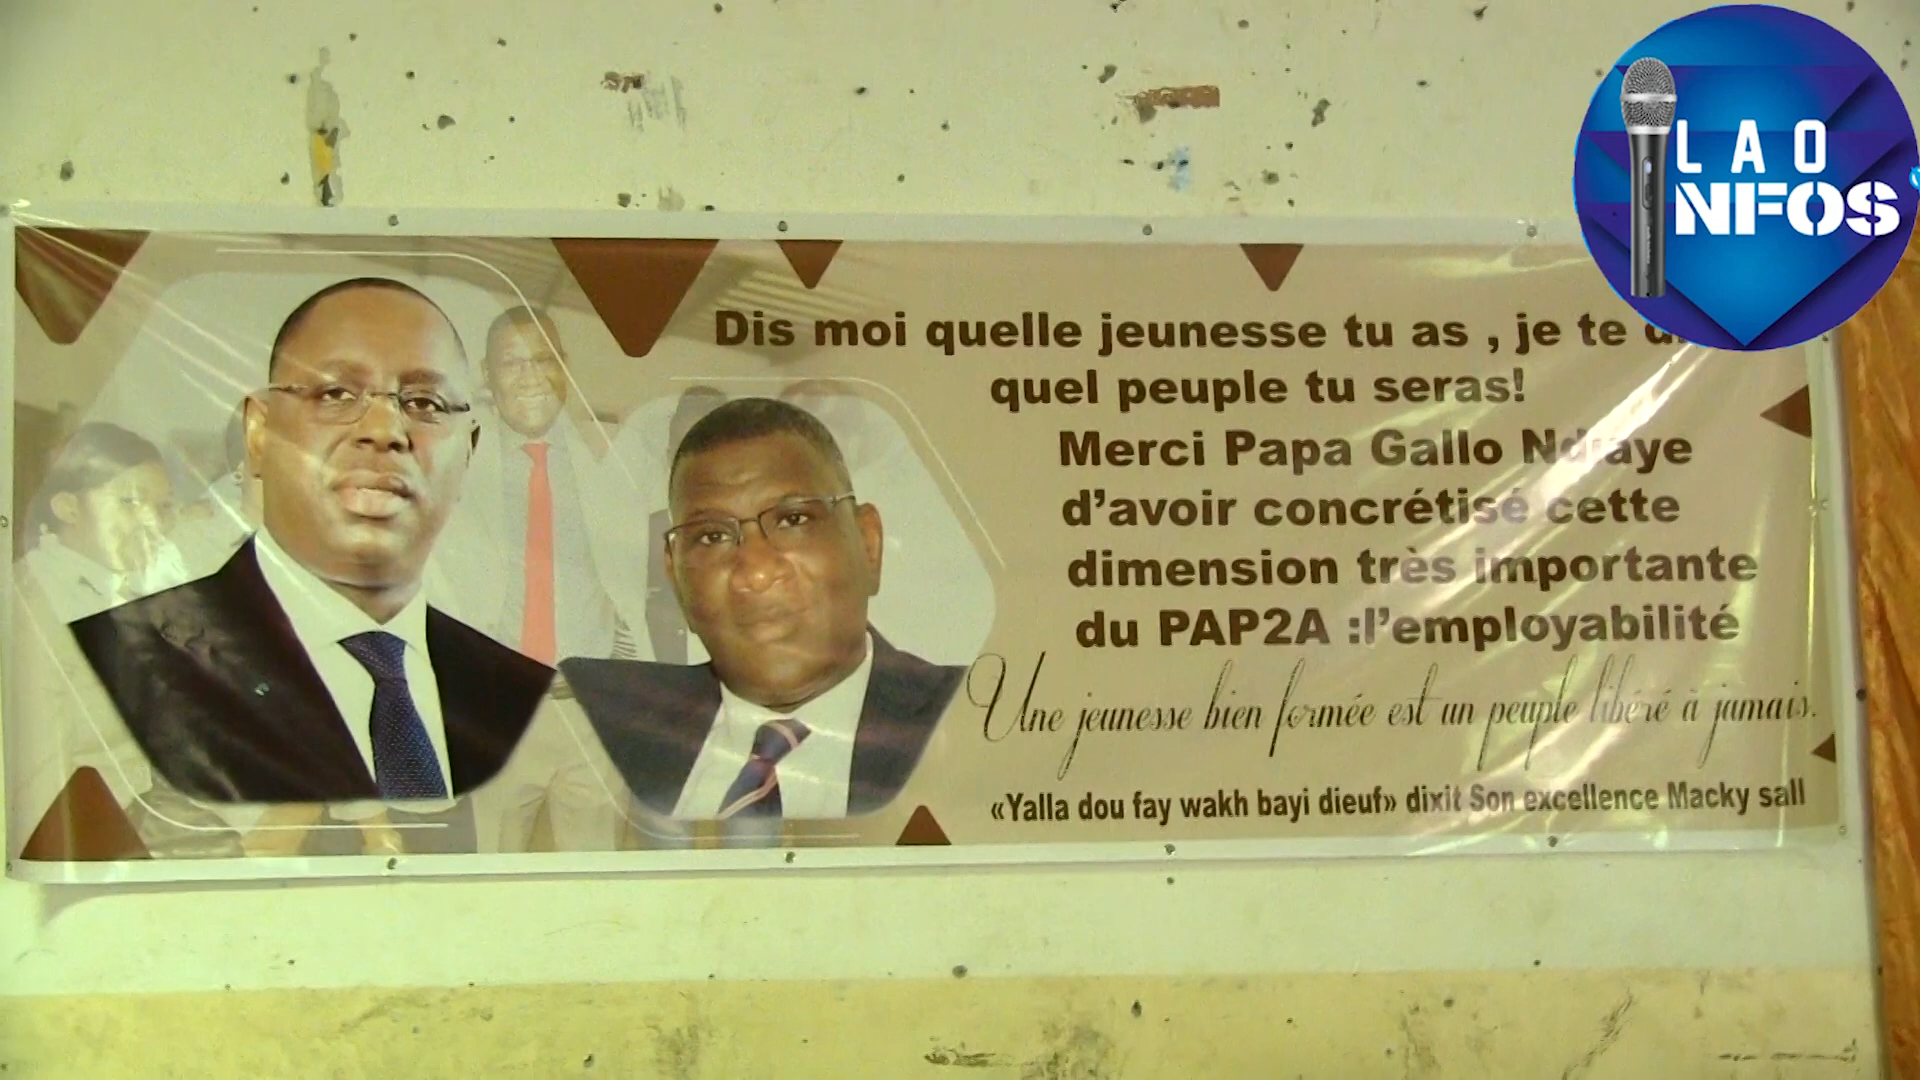 LAO
NFOS
Dis moi quelle jeunesse tu as , je te
quel peuple tu seras!
Merci Papa Gallo Ndiaye
d’avoir concrétisé cette
dimension très importante
du PAP2A :l’employabilité
Une jeunesse bien formée est un peuple libéré à jamais.
«Yalla dou fay wakh bayi dieuf» dixit Son excellence Macky sall